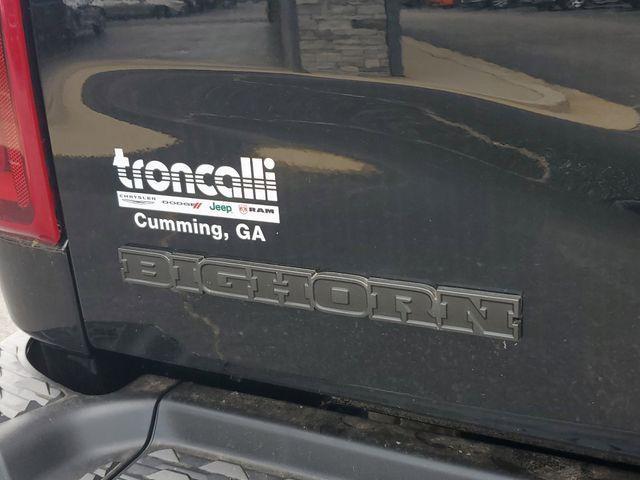 troncalli
CHRYSLER DODGE Jeep RAM
Cumming, GA
BIGHORN